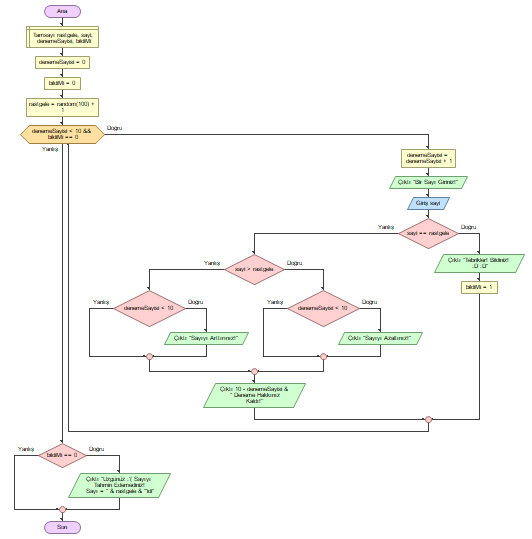 Ana
Tamsayı rastgele, sayi,
denemeSayisi, bildiMi
denemeSayisi = 0
bildiMi = 0
rastgele = random(100) +
1
denemeSayisi < 10 &&
bildiMi == 0
Doğru
Yanlış
denemeSayisi =
denemeSayisi + 1
Çıktı "Bir Sayı Giriniz!"
Giriş sayi
sayi == rastgele
Yanlış
Doğru
Çıktı "Tebrikler! Bildiniz!
:D :D"
bildiMi = 1
sayi > rastgele
Yanlış
Doğru
denemeSayisi < 10
Yanlış
Doğru
Çıktı "Sayıyı Arttırınız!"
denemeSayisi < 10
Yanlış
Doğru
Çıktı "Sayıyı Azaltınız!"
Çıktı 10 - denemeSayisi &
" Deneme Hakkınız
Kaldı!"
bildiMi == 0
Yanlış
Doğru
Çıktı "Üzgünüz :'( Sayıyı
Tahmin Edemediniz!
Sayı = " & rastgele & "'idi"
Son